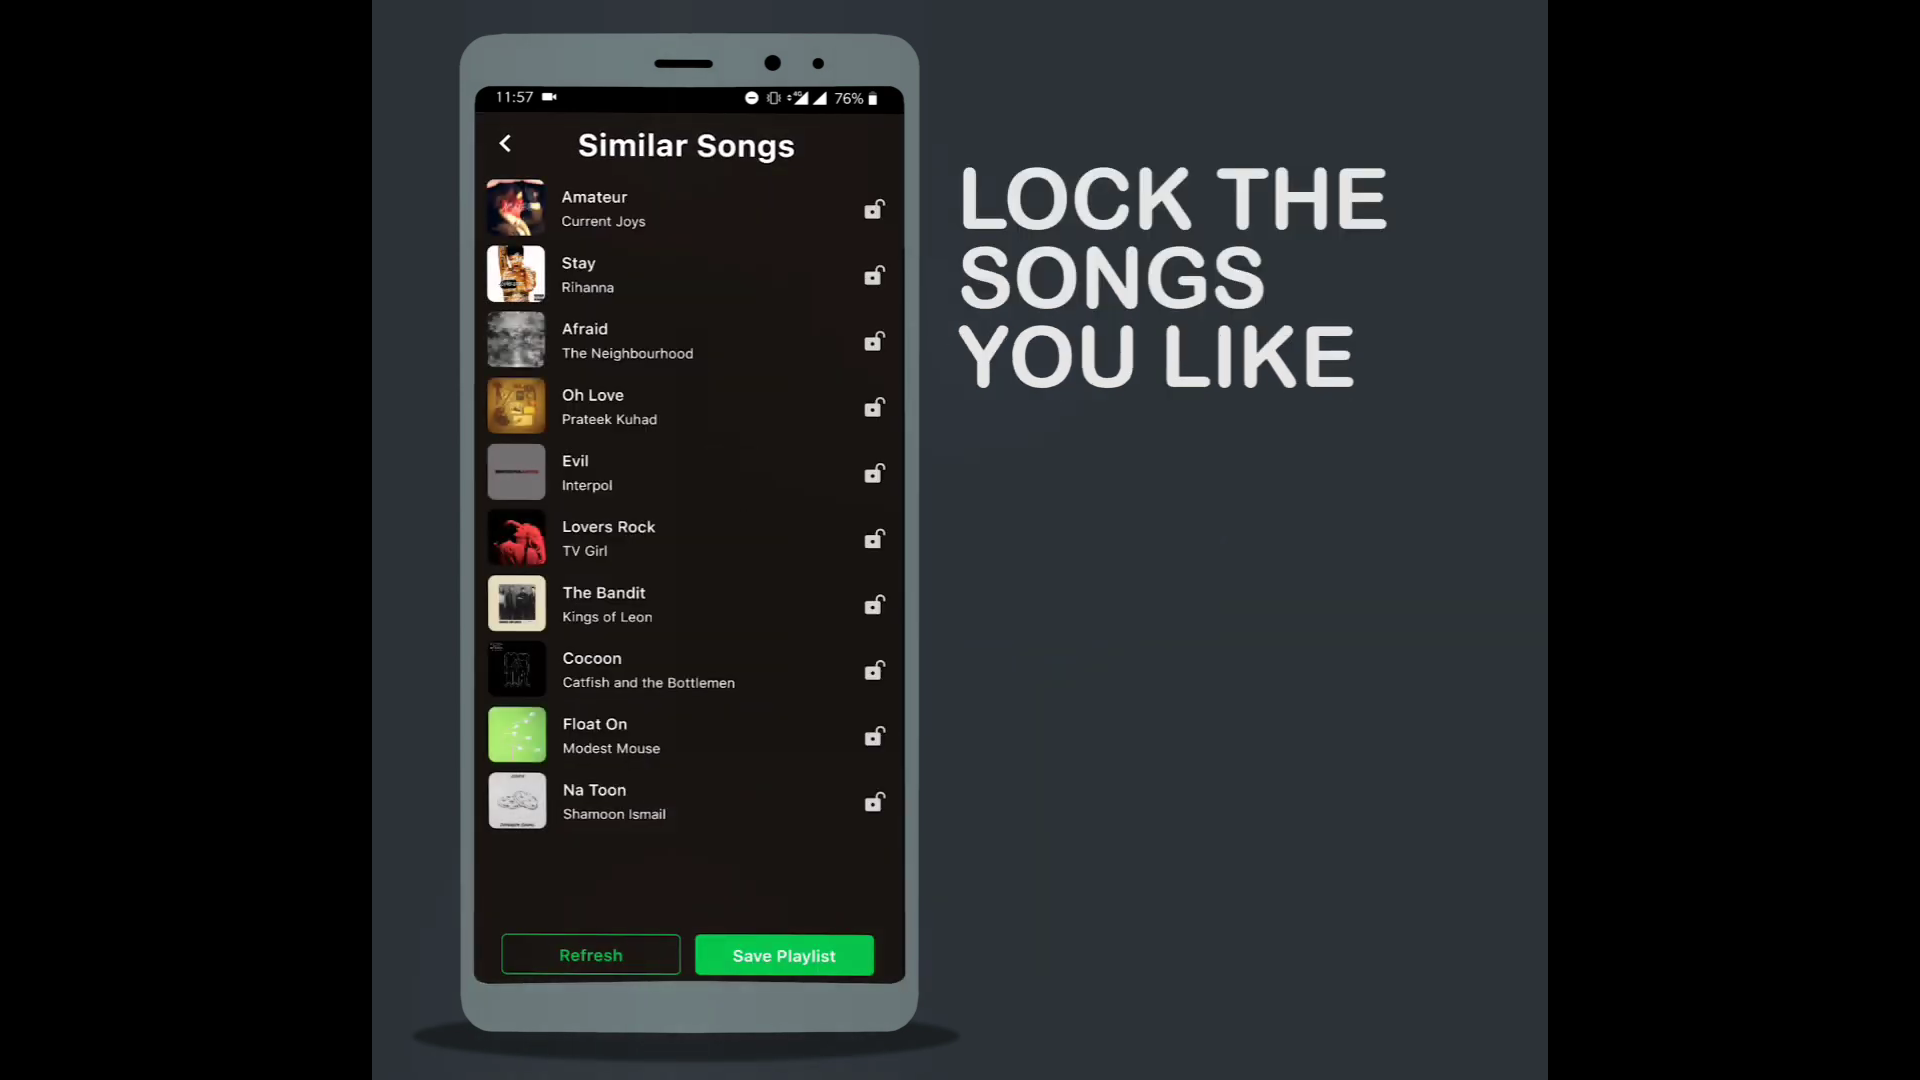 11:57
4G
76%
Similar Songs
Amateur
Current Joys
Stay
Rihanna
Afraid
The Neighbourhood
Oh Love
Prateek Kuhad
Evil
Interpol
Lovers Rock
TV Girl
The Bandit
Kings of Leon
Cocoon
Catfish and the Bottlemen
Float On
Modest Mouse
Na Toon
Shamoon Ismail
Refresh
Save Playlist
LOCK THE
SONGS
YOU LIKE